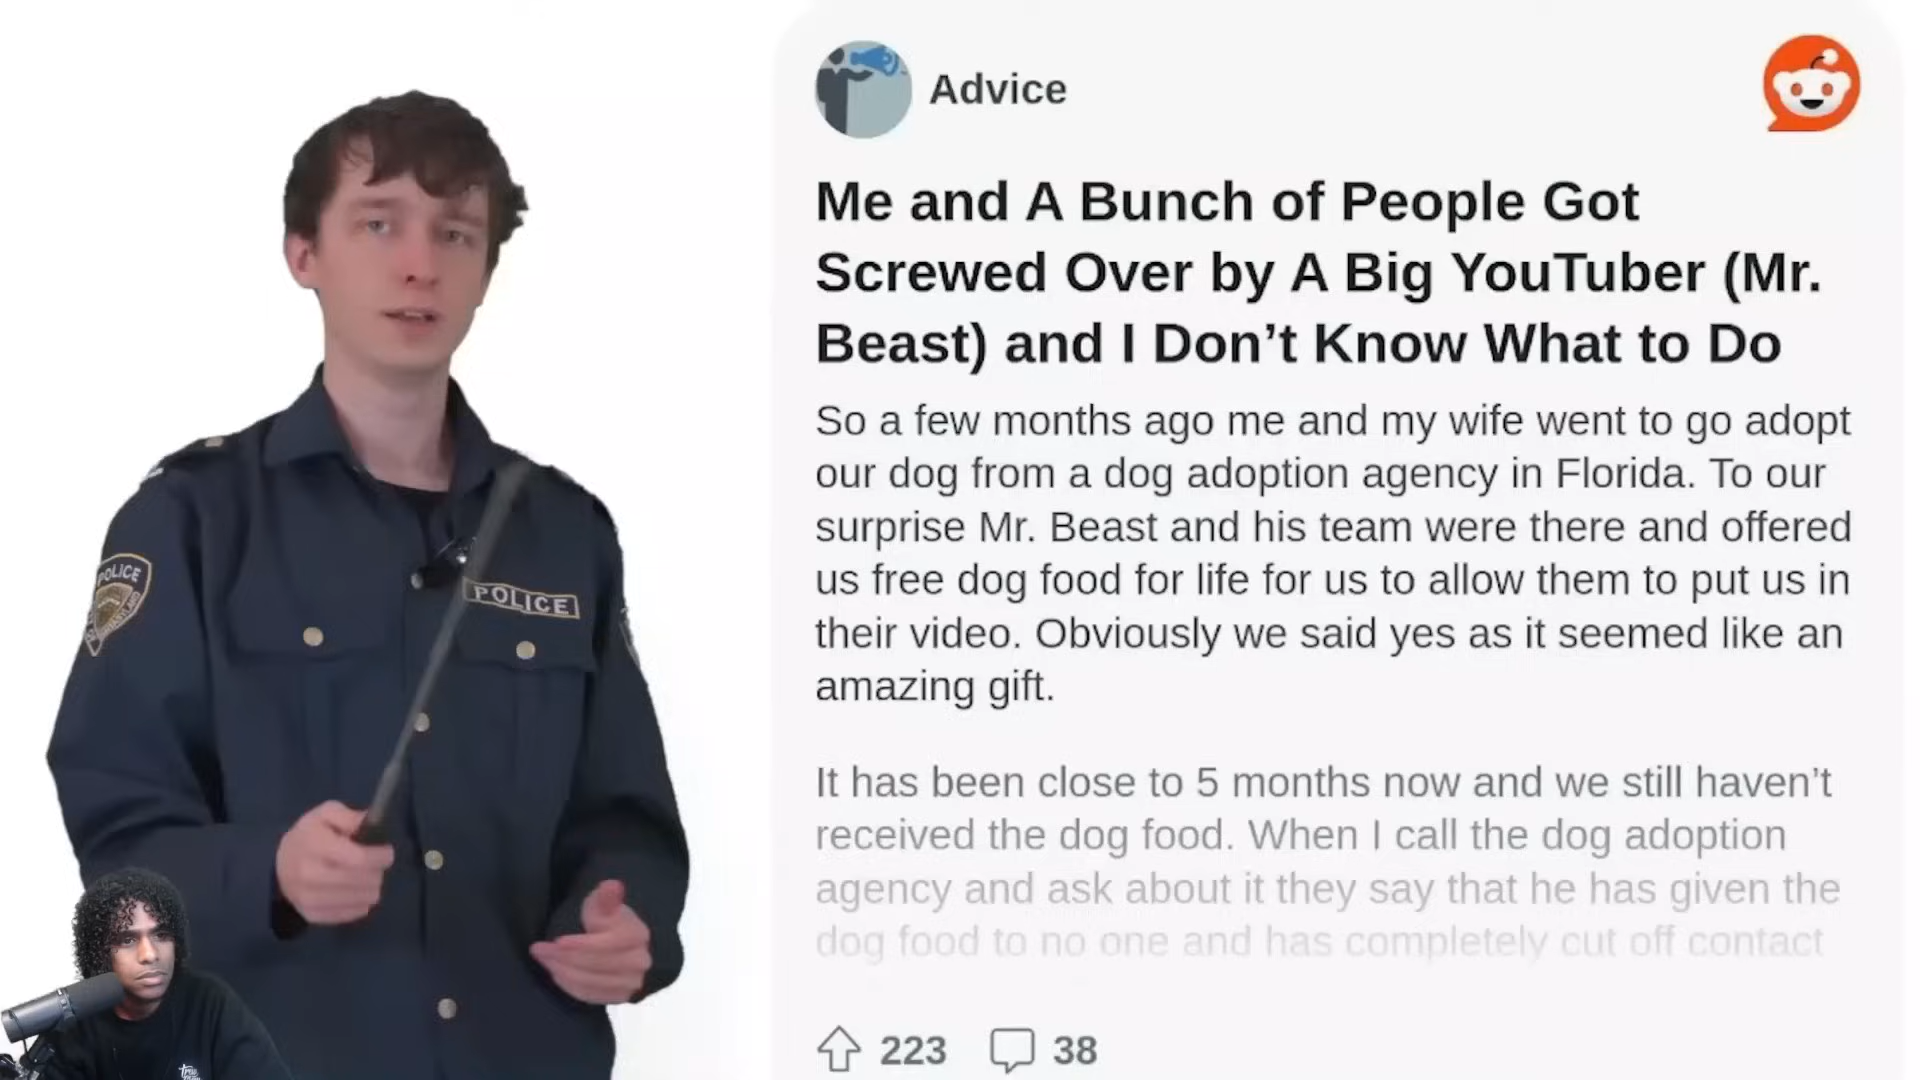 Advice
Me and A Bunch of People Got
Screwed Over by A Big YouTuber (Mr.
Beast) and I Don’t Know What to Do
So a few months ago me and my wife went to go adopt
our dog from a dog adoption agency in Florida. To our
surprise Mr. Beast and his team were there and offered
us free dog food for life for us to allow them to put us in
their video. Obviously we said yes as it seemed like an
amazing gift.
It has been close to 5 months now and we still haven’t
received the dog food. When I call the dog adoption
agency and ask about it they say that he has given the
dog food to no one and has completely cut off contact
223 38
POLICE
POLICE